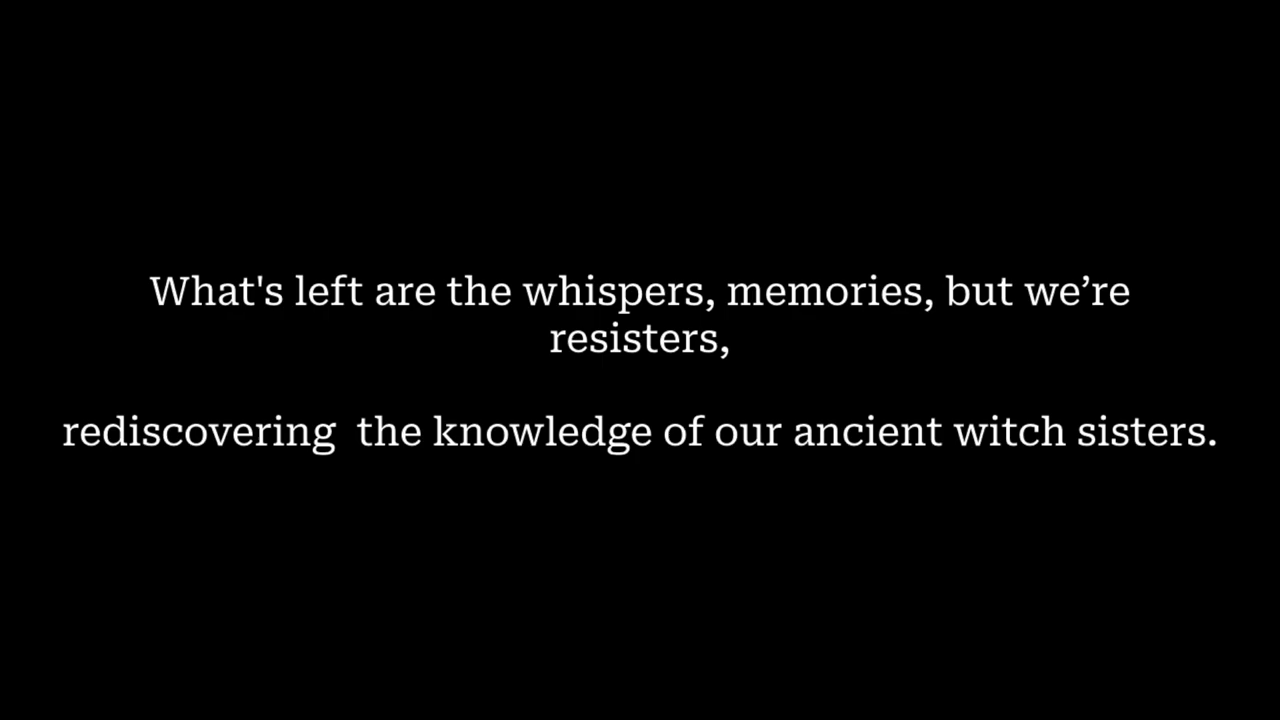 What's left are the whispers, memories, but we’re
resisters,
rediscovering  the knowledge of our ancient witch sisters.